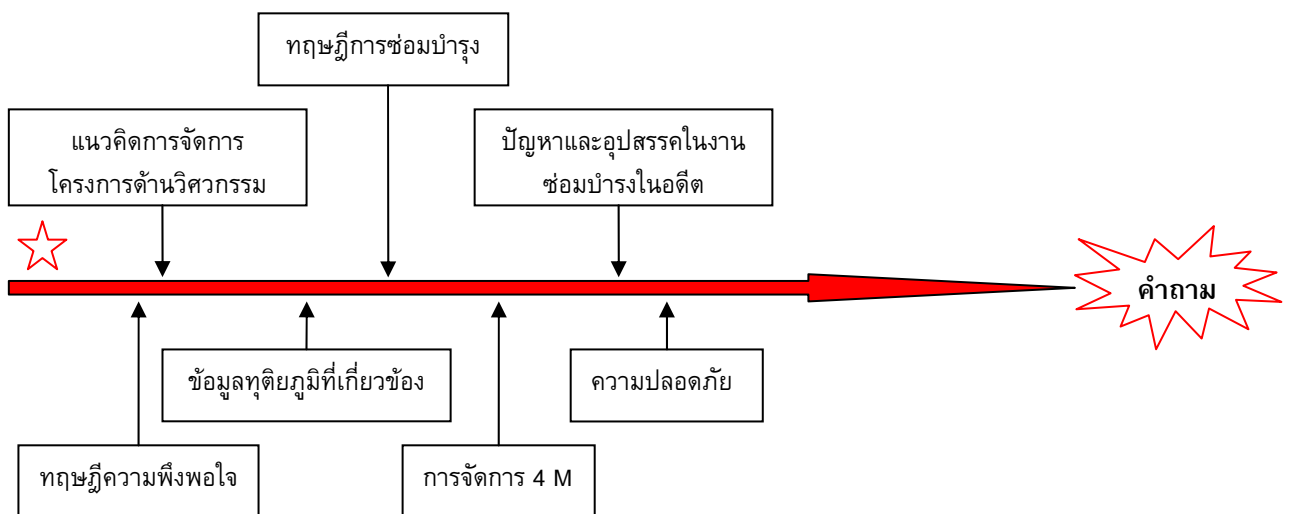 ทฤษฎีการซ่อมบำรุง
แนวคิดการจัดการ
โครงการด้านวิศวกรรม
ปัญหาและอุปสรรคในงาน
ซ่อมบำรงในอดีต
คำถาม
ข้อมูลทุติยภูมิที่เกี่ยวข้อง
ความปลอดภัย
ทฤษฎีความพึงพอใจ
การจัดการ 4 M